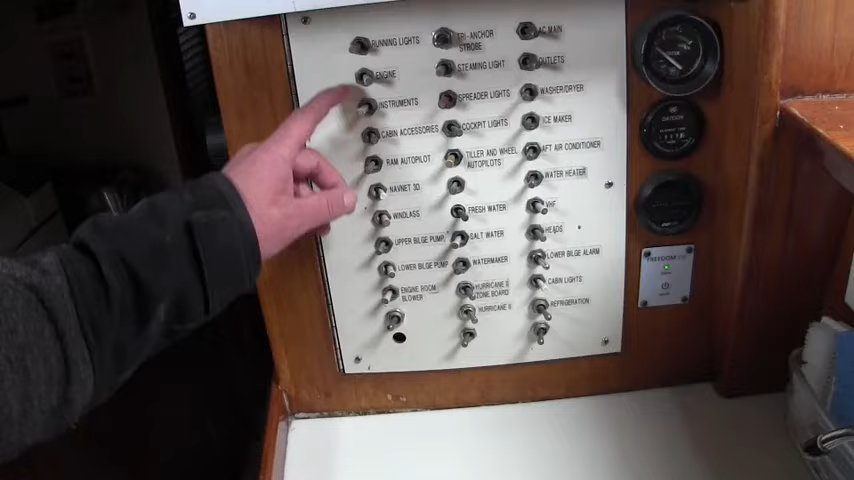 RUNNING LIGHTS
ENGINE
INSTRUMENTS
CABIN ACCESSORIES
RAM AUTOPILOT
NAVNET 3D
WINDLASS
UPPER BILGE PUMP
LOWER BILGE PUMP
ENGINE ROOM
BLOWER
TRI-ANCHOR
STROBE
STEAMING LIGHT
SPREADER LIGHTS
COCKPIT LIGHTS
TILLER AND WHEEL
AUTOPILOTS
FRESH WATER
SALT WATER
WATERMAKER
HURRICANE II
ZONE BOARD
HURRICANE II
AC MAIN
OUTLETS
WASHER/DRYER
ICE MAKER
AFT AIR CONDITIONER
WATER HEATER
VHF
HEADS
LOWER BILGE ALARM
CABIN LIGHTS
REFRIGERATION
DATCON
FREEDOM